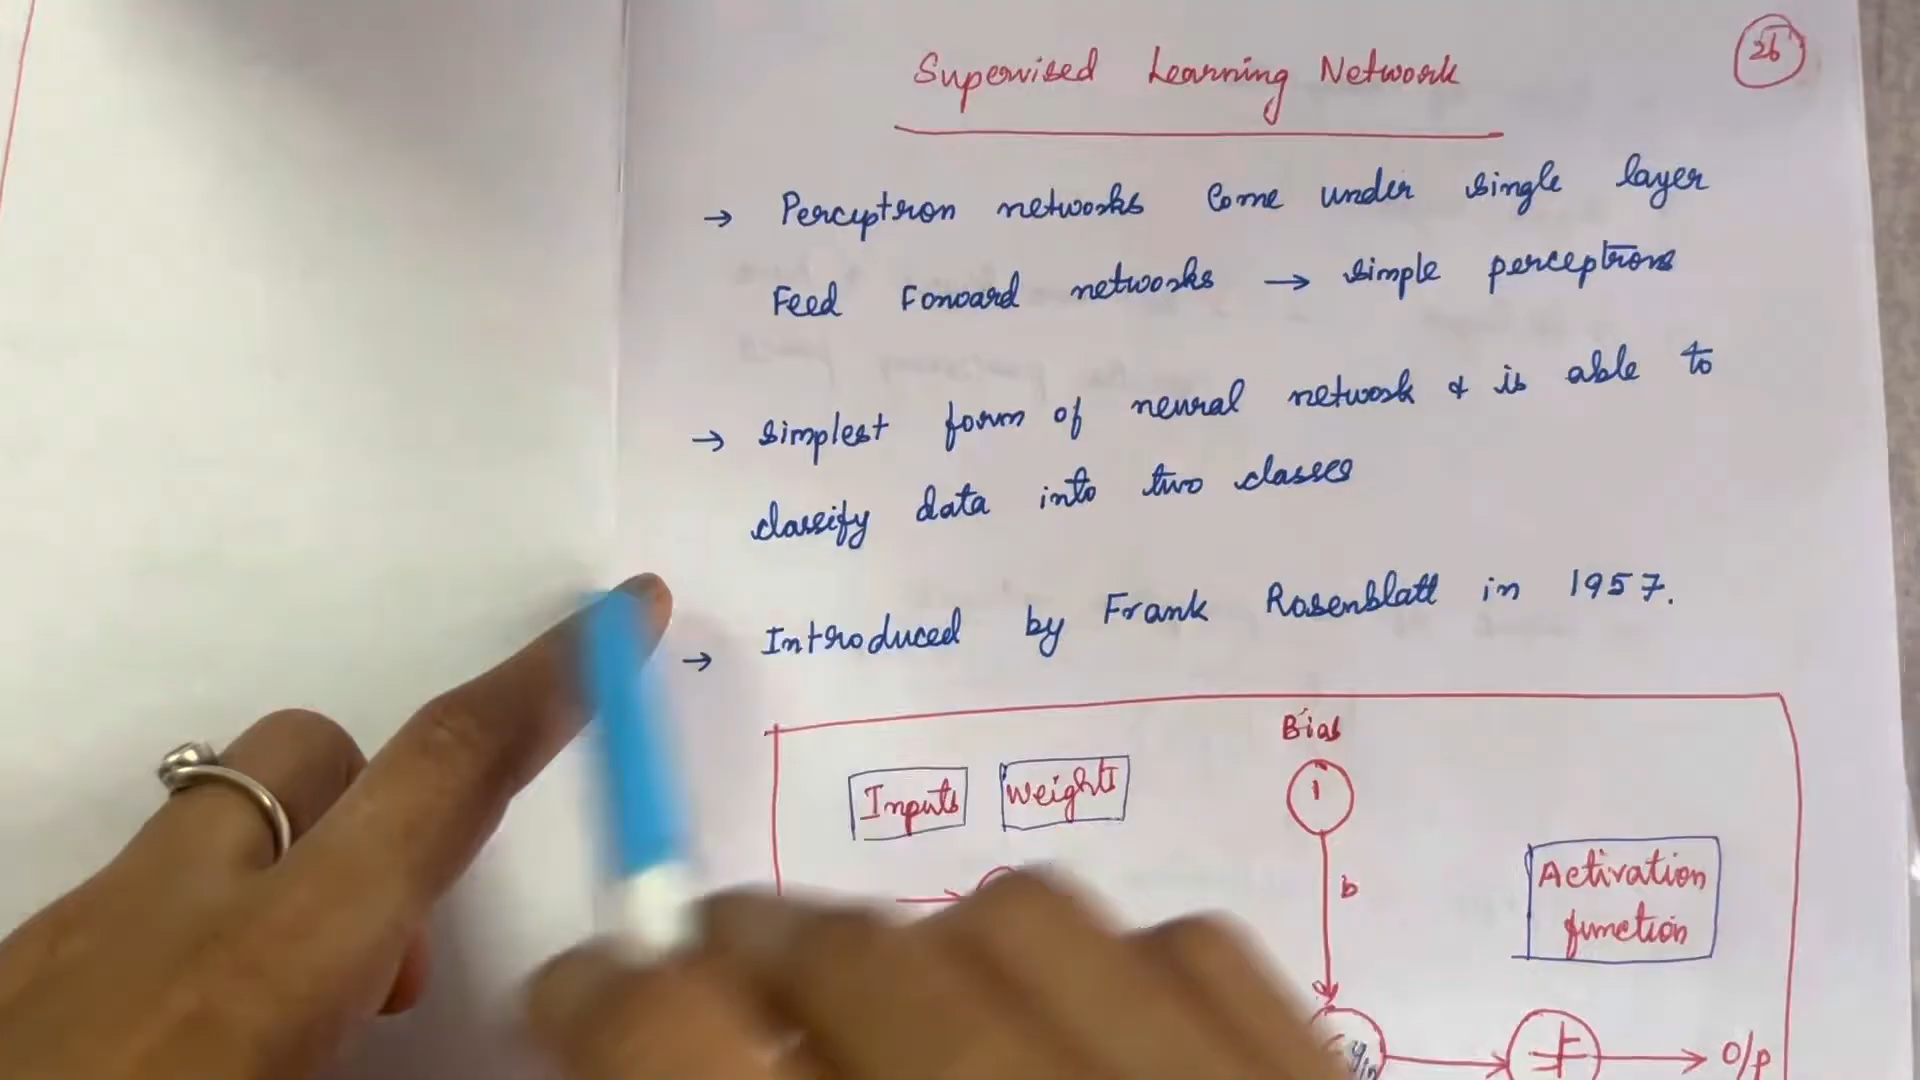 Supervised Learning Network
26
→ Perceptron networks come under single layer
Feed Forward networks → simple perceptrons
→ simplest form of neural network & is able to
classify data into two classes
→ Introduced by Frank Rosenblatt in 1957.
Bias
Inputs Weights
1
b
Activation
function
yin
O/p